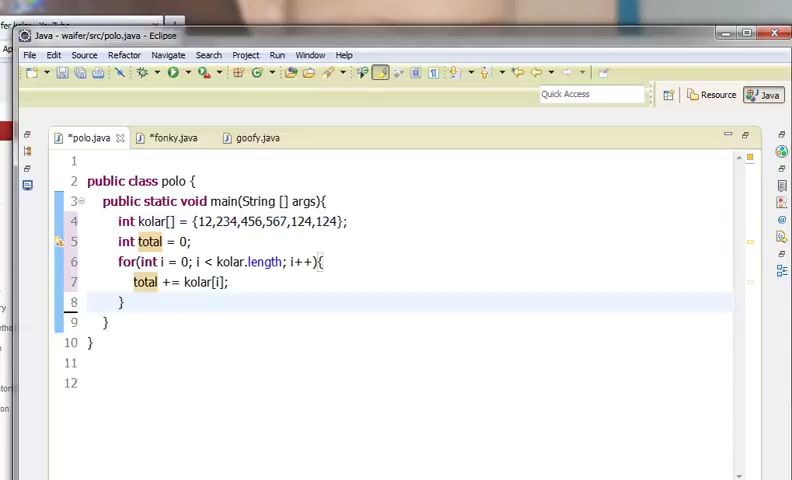 Java - waifer/src/polo.java - Eclipse
File Edit Source Refactor Navigate Search Project Run Window Help
Quick Access
Resource
Java
*polo.java
*fonky.java
goofy.java
1
2 public class polo {
3 public static void main(String [] args){
4 int kolar[] = {12,234,456,567,124,124};
5 int total = 0;
6 for(int i = 0; i < kolar.length; i++){
7 total += kolar[i];
8 }
9 }
10 }
11
12